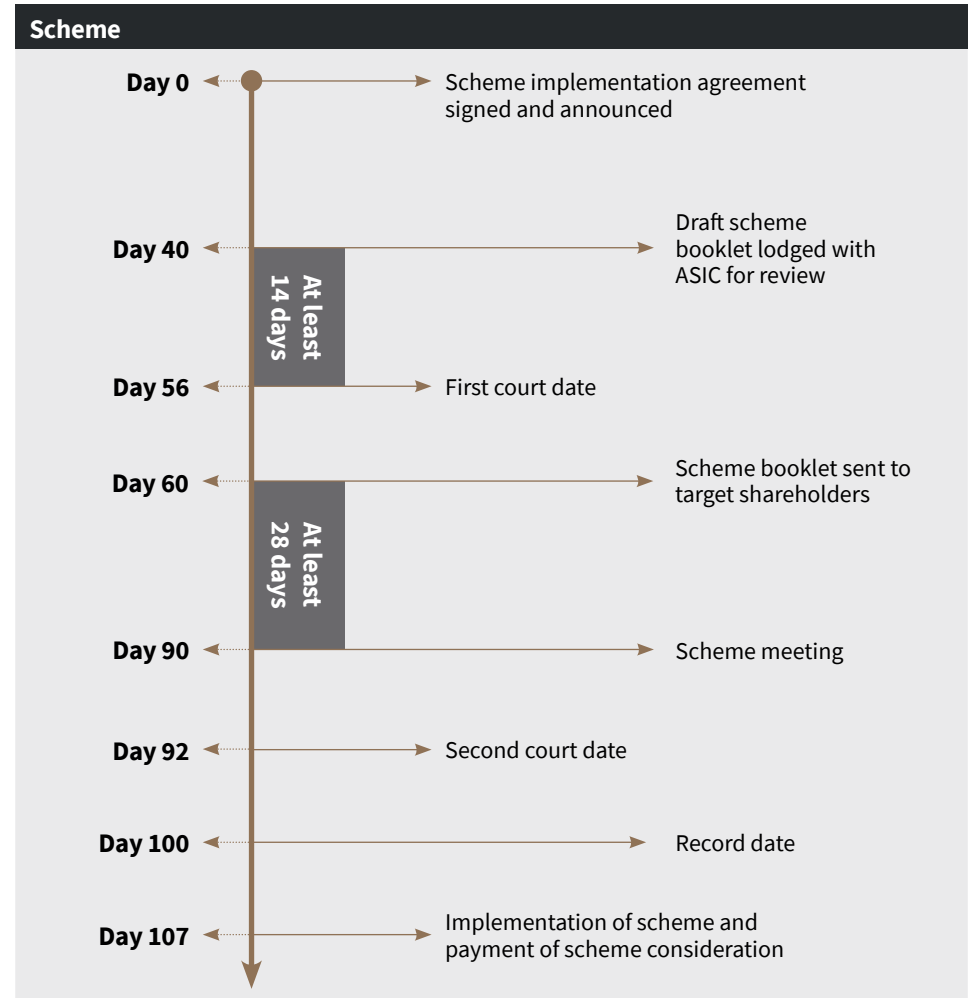 Scheme
Day 0
Scheme implementation agreement
signed and announced
Day 40
Draft scheme
booklet lodged with
ASIC for review
At least
14 days
Day 56
First court date
Day 60
Scheme booklet sent to
target shareholders
At least
28 days
Day 90
Scheme meeting
Day 92
Second court date
Day 100
Record date
Day 107
Implementation of scheme and
payment of scheme consideration